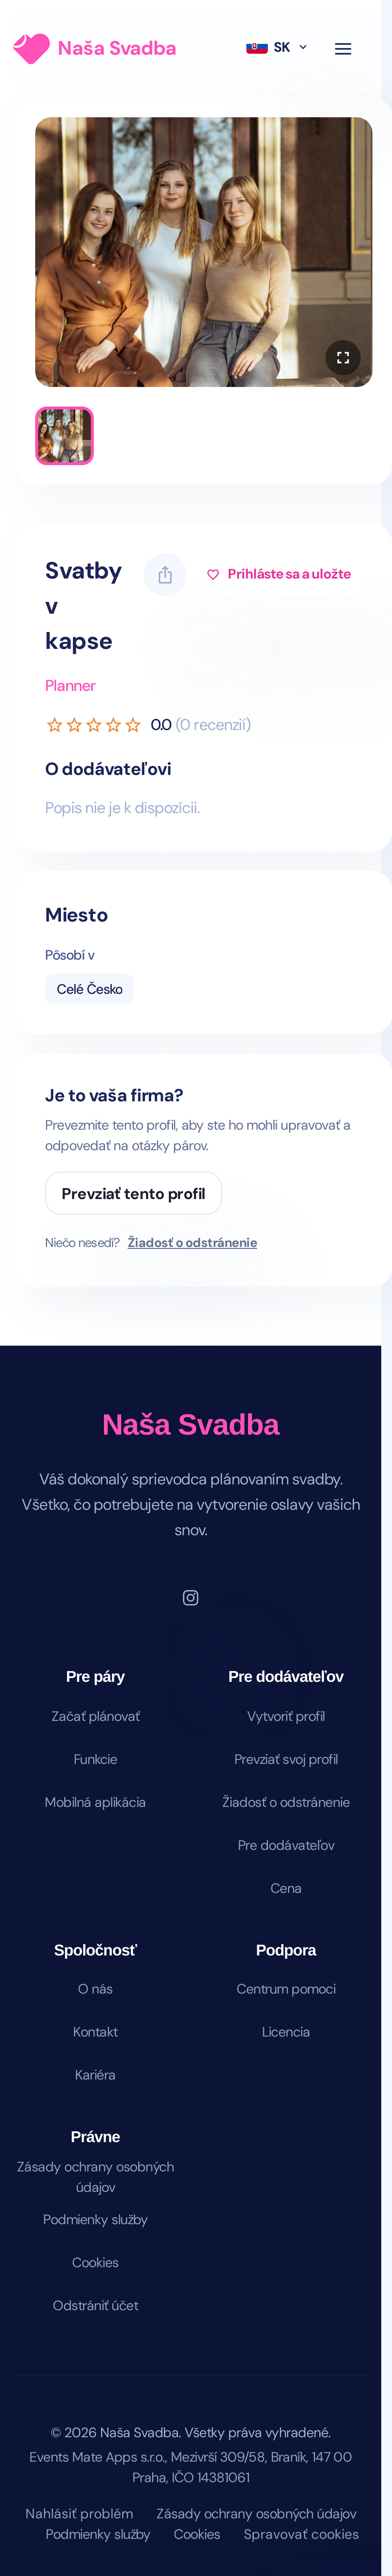 Naša Svadba
SK
Svatby
v
kapse
Prihláste sa a uložte
Planner
0.0 (0 recenzií)
O dodávateľovi
Popis nie je k dispozícii.
Miesto
Pôsobí v
Celé Česko
Je to vaša firma?
Prevezmite tento profil, aby ste ho mohli upravovať a
odpovedať na otázky párov.
Prevziať tento profil
Niečo nesedí? Žiadosť o odstránenie
Naša Svadba
Váš dokonalý sprievodca plánovaním svadby.
Všetko, čo potrebujete na vytvorenie oslavy vašich
snov.
Pre páry
Začať plánovať
Funkcie
Mobilná aplikácia
Pre dodávateľov
Vytvoriť profil
Prevziať svoj profil
Žiadosť o odstránenie
Pre dodávateľov
Cena
Spoločnosť
O nás
Kontakt
Kariéra
Podpora
Centrum pomoci
Licencia
Právne
Zásady ochrany osobných
údajov
Podmienky služby
Cookies
Odstrániť účet
© 2026 Naša Svadba. Všetky práva vyhradené.
Events Mate Apps s.r.o., Mezivrší 309/58, Braník, 147 00
Praha, IČO 14381061
Nahlásiť problém Zásady ochrany osobných údajov
Podmienky služby Cookies Spravovať cookies